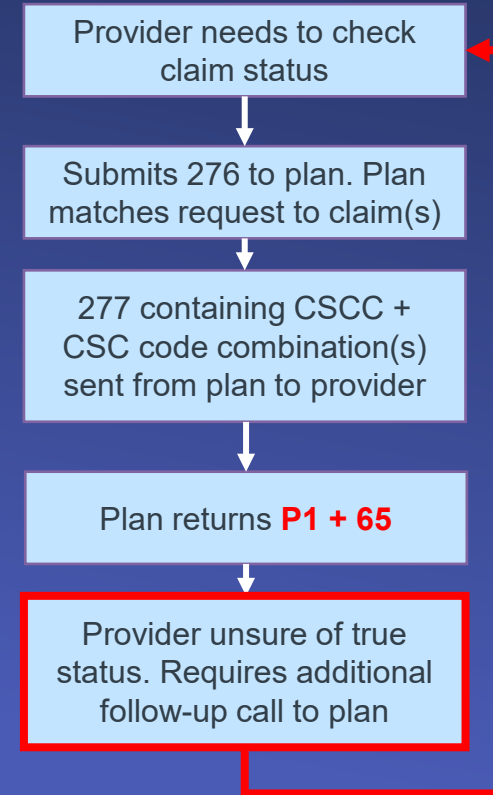 Provider needs to check
claim status
Submits 276 to plan. Plan
matches request to claim(s)
277 containing CSCC +
CSC code combination(s)
sent from plan to provider
Plan returns P1 + 65
Provider unsure of true
status. Requires additional
follow-up call to plan